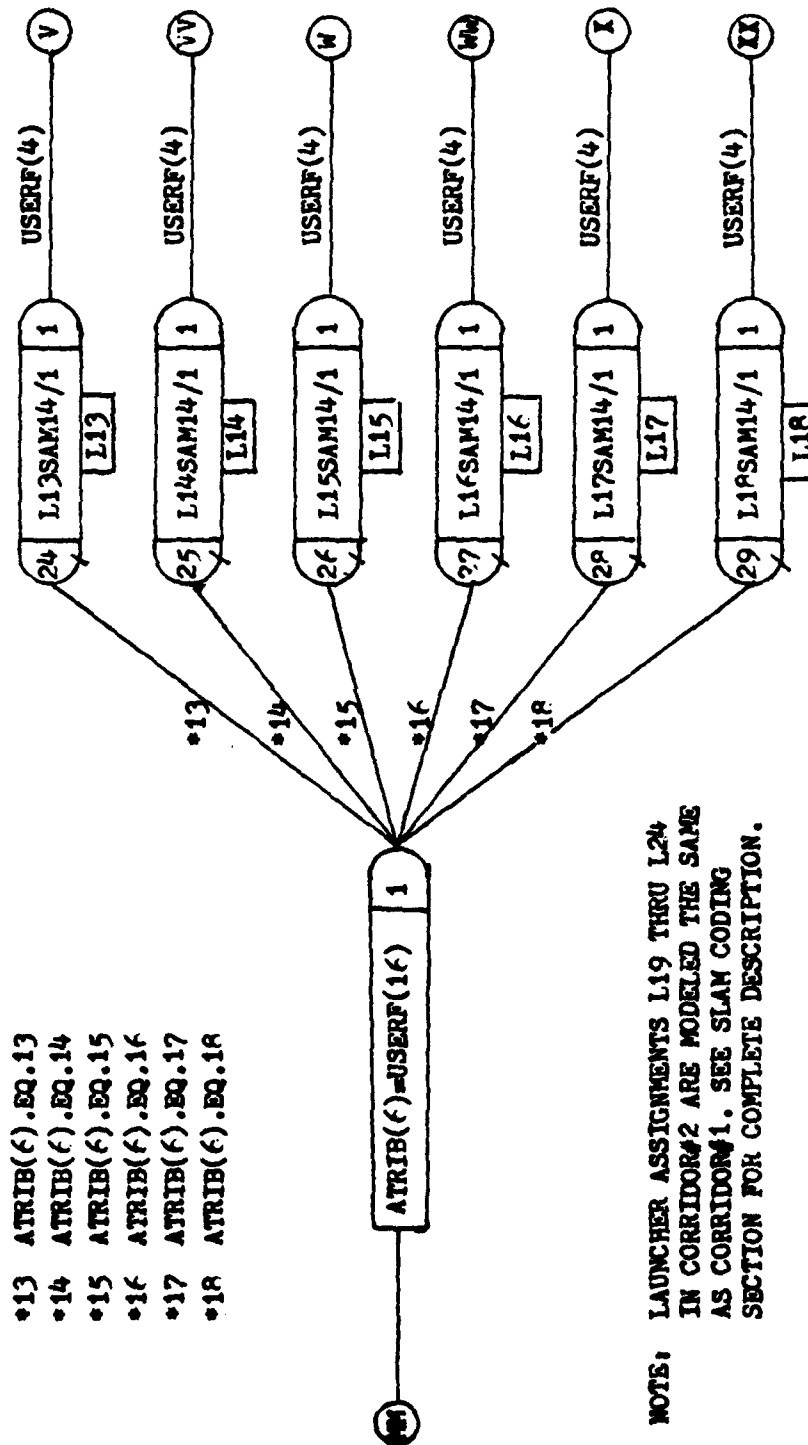 *13 ATRIB(6).EQ.13
*14 ATRIB(6).EQ.14
*15 ATRIB(6).EQ.15
*16 ATRIB(6).EQ.16
*17 ATRIB(6).EQ.17
*18 ATRIB(6).EQ.18
MM
ATRIB(6)=USERF(16)
1
*13
*14
*15
*16
*17
*18
24
L13SAM14/1
1
L13
USERF(4)
V
25
L14SAM14/1
1
L14
USERF(4)
VV
26
L15SAM14/1
1
L15
USERF(4)
W
27
L16SAM14/1
1
L16
USERF(4)
WW
28
L17SAM14/1
1
L17
USERF(4)
X
29
L18SAM14/1
1
L18
USERF(4)
XX
NOTE: LAUNCHER ASSIGNMENTS L19 THRU L24
IN CORRIDOR#2 ARE MODELED THE SAME
AS CORRIDOR#1. SEE SLAM CODING
SECTION FOR COMPLETE DESCRIPTION.